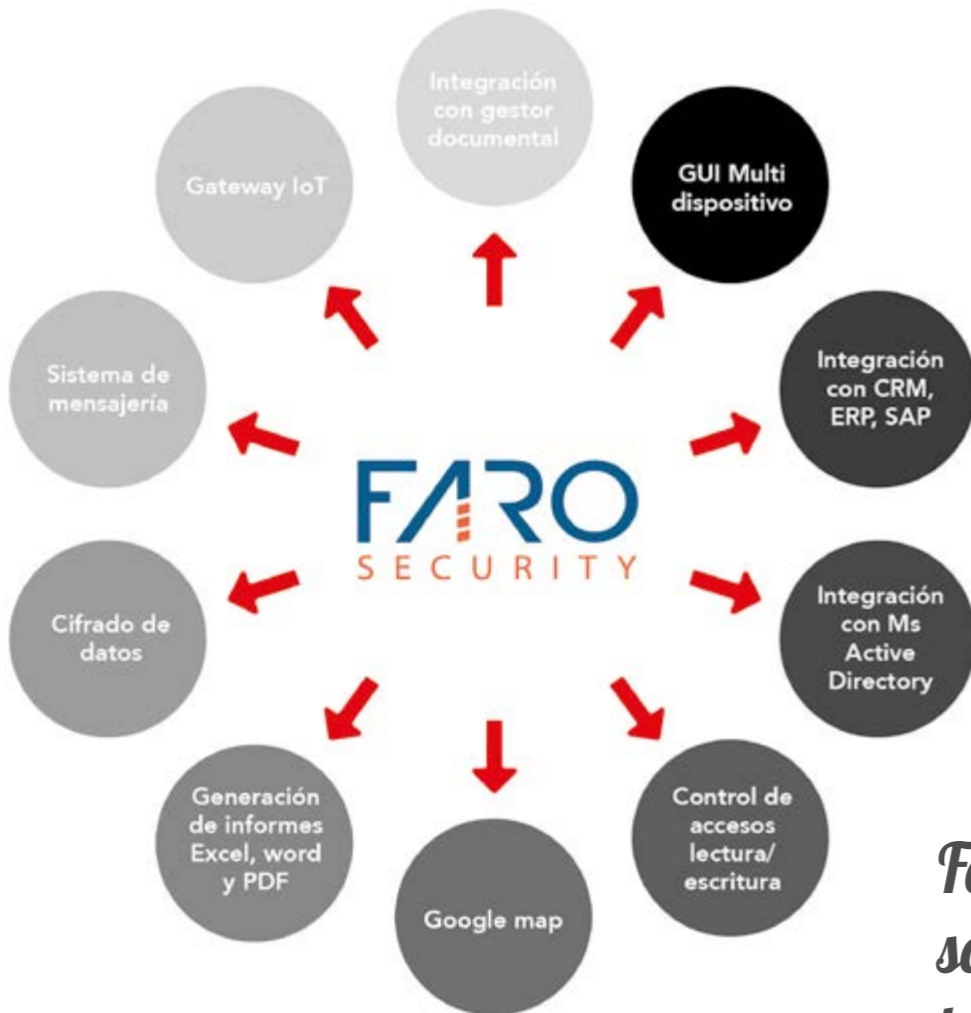 Integración
con gestor
documental
GUI Multi
dispositivo
Integración
con CRM,
ERP, SAP
Integración
con Ms
Active
Directory
Control de
accesos
lectura/
escritura
Google map
Generación
de informes
Excel, word
y PDF
Cifrado de
datos
Sistema de
mensajería
Gateway IoT
FARO
SECURITY